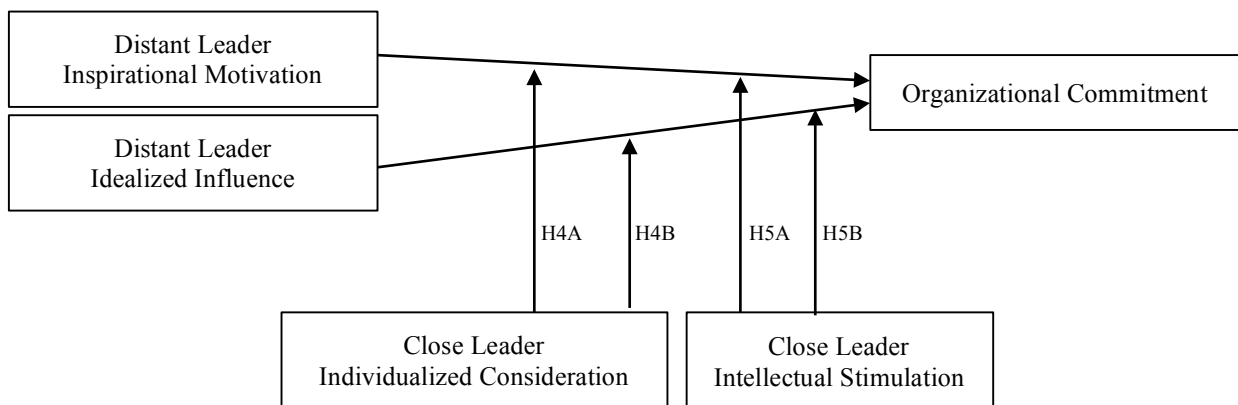 Distant Leader
Inspirational Motivation
Organizational Commitment
Distant Leader
Idealized Influence
H4A
H4B
H5A
H5B
Close Leader
Individualized Consideration
Close Leader
Intellectual Stimulation